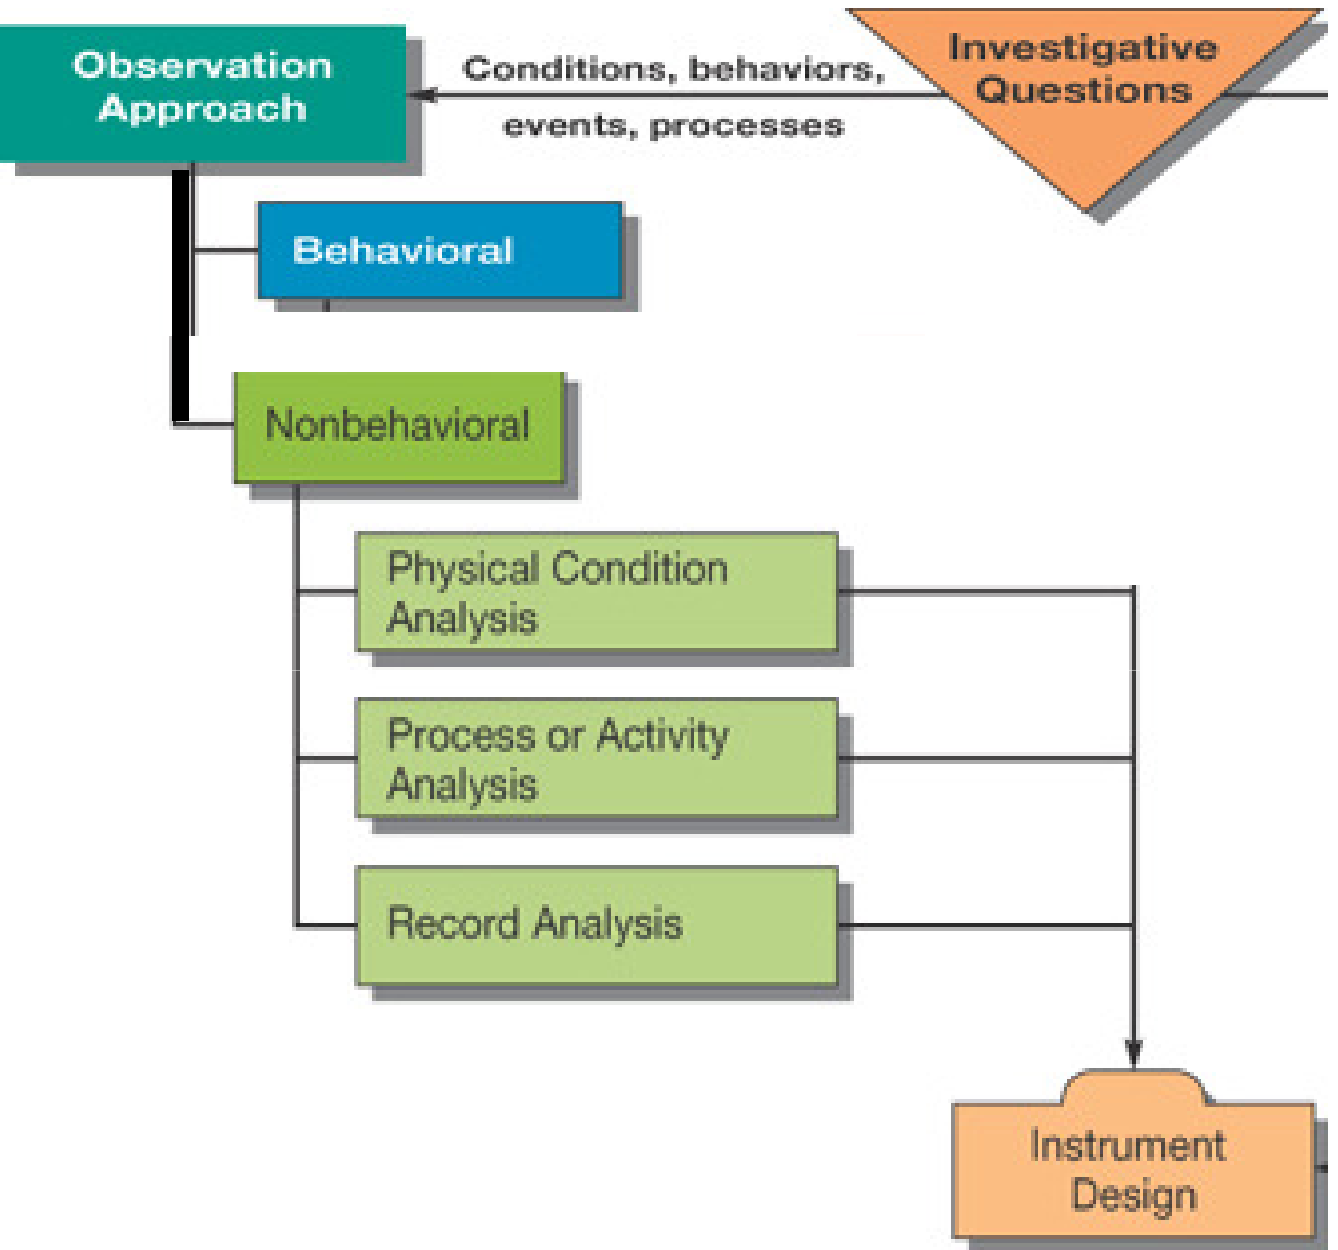 Observation
Approach
Conditions, behaviors,
events, processes
Investigative
Questions
Behavioral
Nonbehavioral
Physical Condition
Analysis
Process or Activity
Analysis
Record Analysis
Instrument
Design